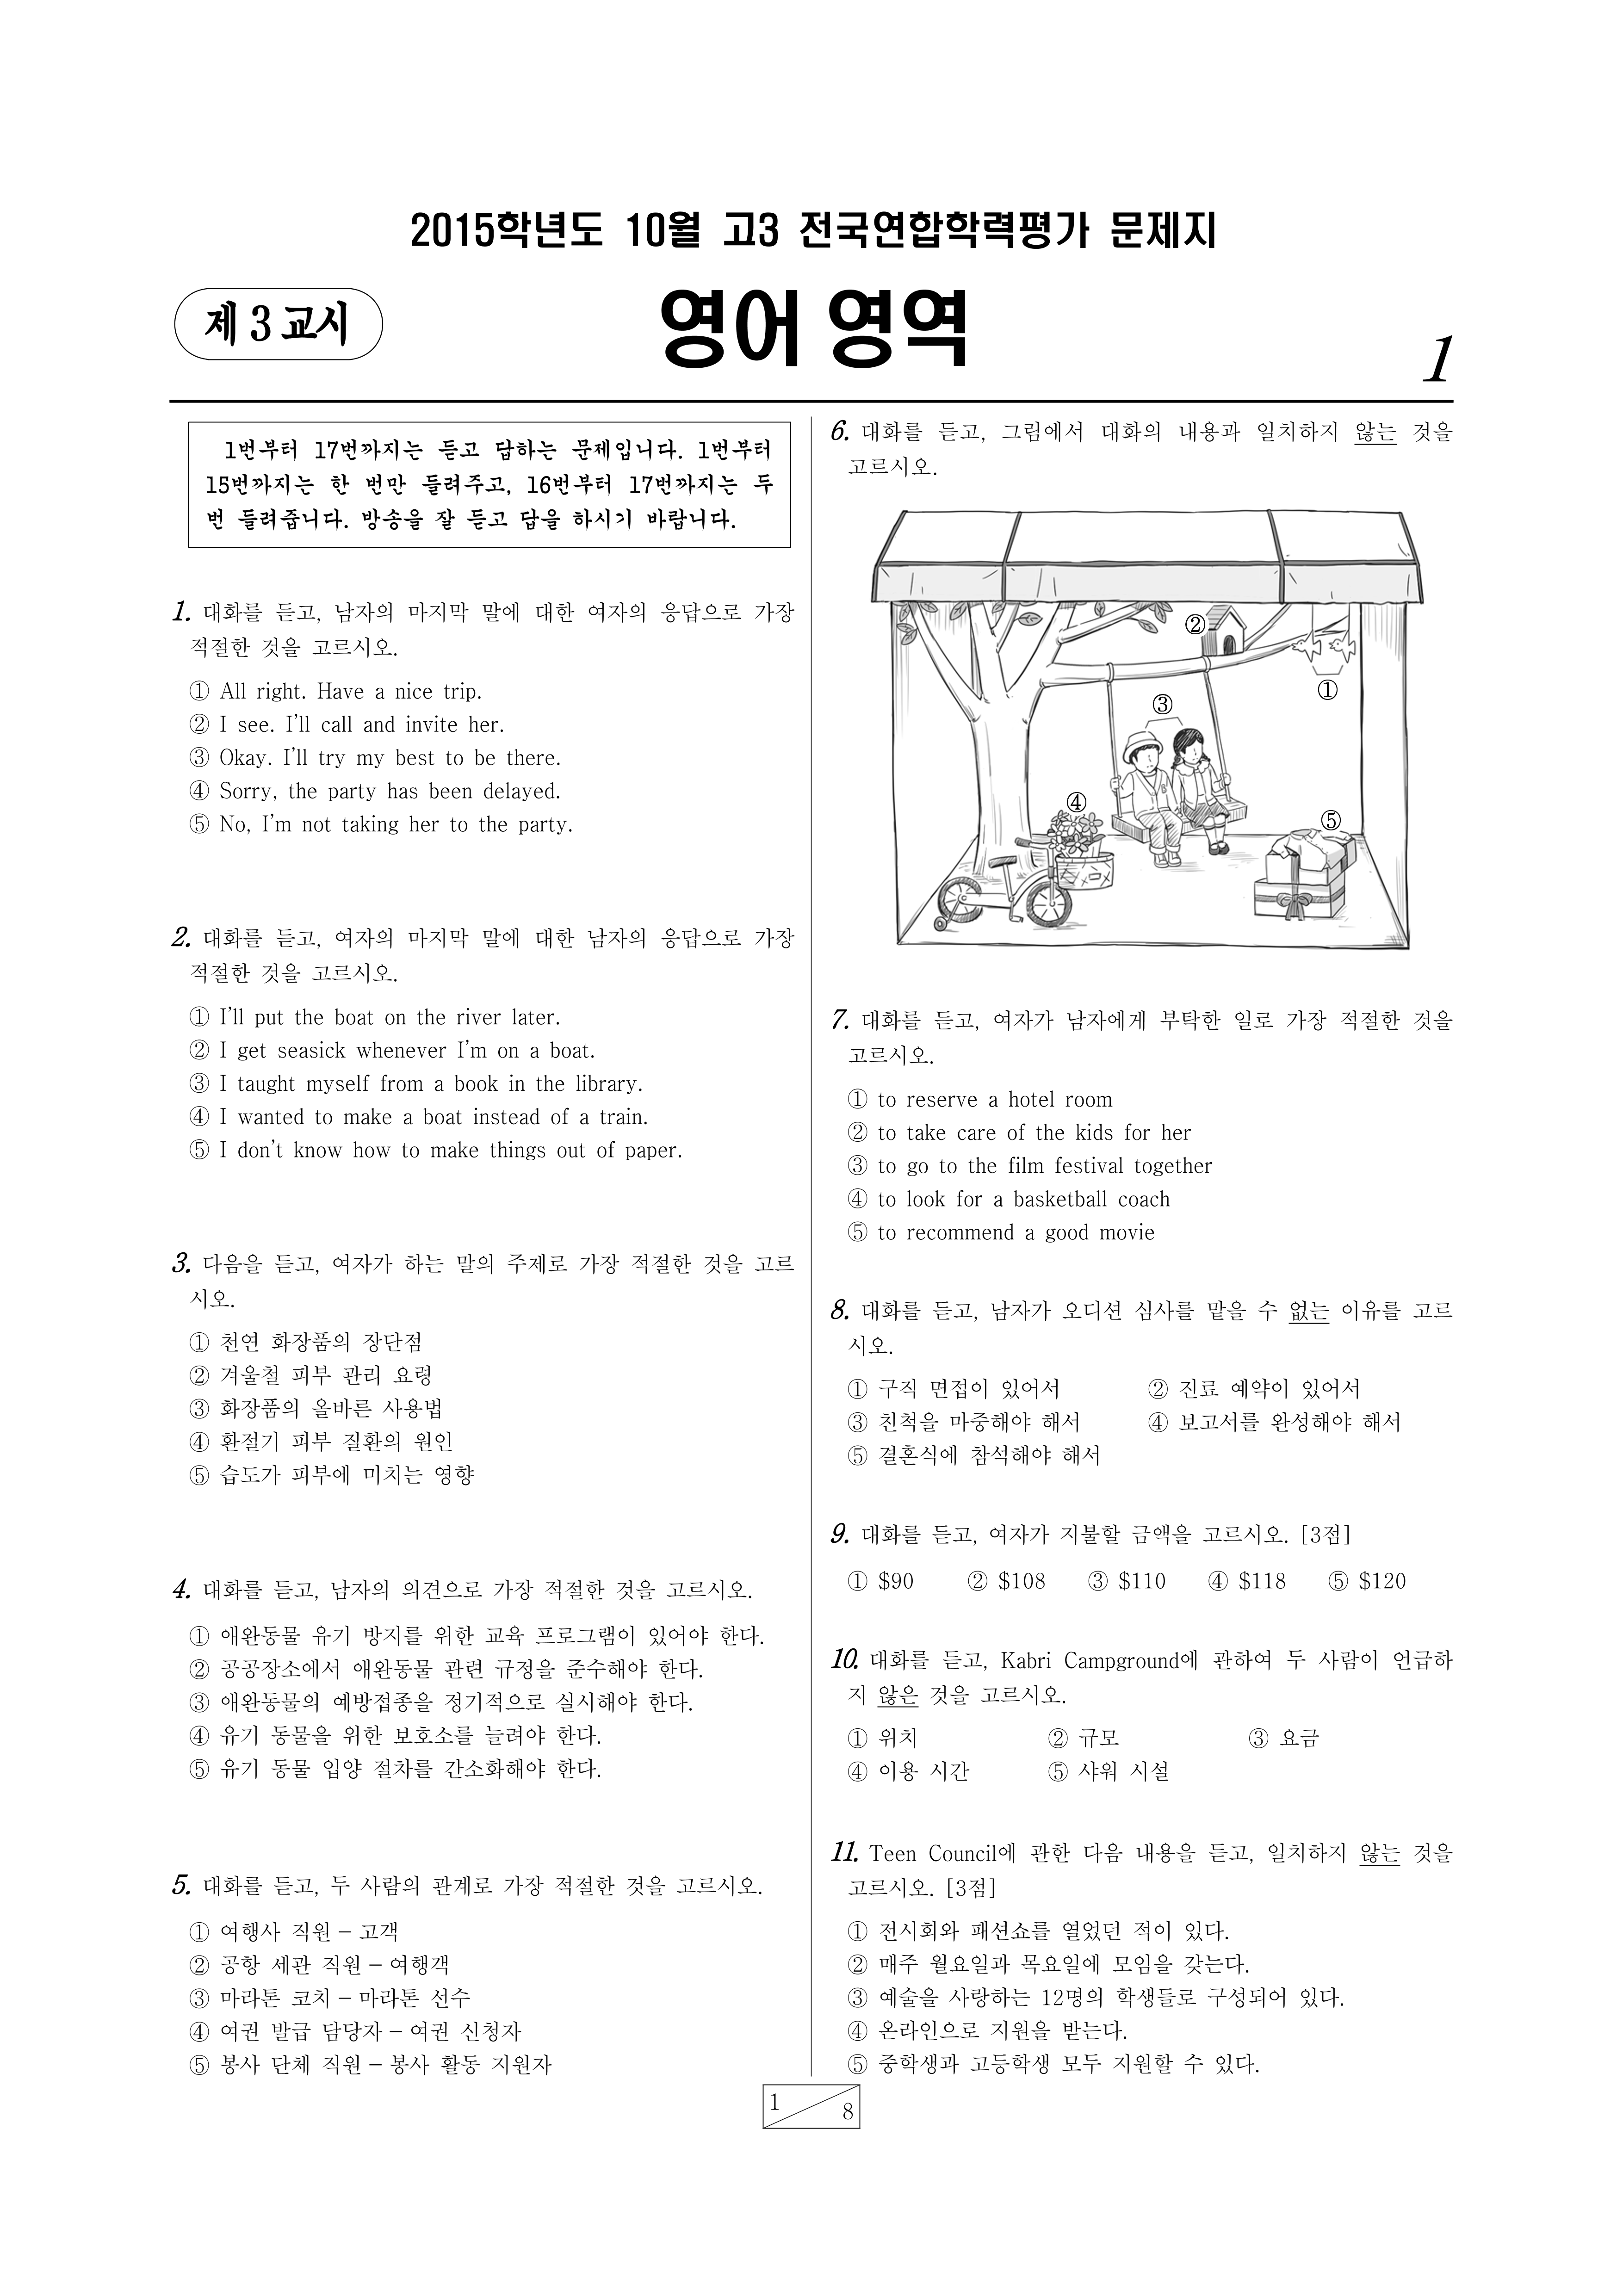 2015학년도 10월 고3 전국연합학력평가 문제지
제 3 교시
영어 영역
1
1번부터 17번까지는 듣고 답하는 문제입니다. 1번부터
15번까지는 한 번만 들려주고, 16번부터 17번까지는 두
번 들려줍니다. 방송을 잘 듣고 답을 하시기 바랍니다.
1. 대화를 듣고, 남자의 마지막 말에 대한 여자의 응답으로 가장
적절한 것을 고르시오.
① All right. Have a nice trip.
② I see. I'll call and invite her.
③ Okay. I'll try my best to be there.
④ Sorry, the party has been delayed.
⑤ No, I'm not taking her to the party.
2. 대화를 듣고, 여자의 마지막 말에 대한 남자의 응답으로 가장
적절한 것을 고르시오.
① I'll put the boat on the river later.
② I get seasick whenever I'm on a boat.
③ I taught myself from a book in the library.
④ I wanted to make a boat instead of a train.
⑤ I don't know how to make things out of paper.
3. 다음을 듣고, 여자가 하는 말의 주제로 가장 적절한 것을 고르
시오.
① 천연 화장품의 장단점
② 겨울철 피부 관리 요령
③ 화장품의 올바른 사용법
④ 환절기 피부 질환의 원인
⑤ 습도가 피부에 미치는 영향
4. 대화를 듣고, 남자의 의견으로 가장 적절한 것을 고르시오.
① 애완동물 유기 방지를 위한 교육 프로그램이 있어야 한다.
② 공공장소에서 애완동물 관련 규정을 준수해야 한다.
③ 애완동물의 예방접종을 정기적으로 실시해야 한다.
④ 유기 동물을 위한 보호소를 늘려야 한다.
⑤ 유기 동물 입양 절차를 간소화해야 한다.
5. 대화를 듣고, 두 사람의 관계로 가장 적절한 것을 고르시오.
① 여행사 직원 – 고객
② 공항 세관 직원 – 여행객
③ 마라톤 코치 – 마라톤 선수
④ 여권 발급 담당자 – 여권 신청자
⑤ 봉사 단체 직원 – 봉사 활동 지원자
6. 대화를 듣고, 그림에서 대화의 내용과 일치하지 않는 것을
고르시오.
②
①
③
④
⑤
7. 대화를 듣고, 여자가 남자에게 부탁한 일로 가장 적절한 것을
고르시오.
① to reserve a hotel room
② to take care of the kids for her
③ to go to the film festival together
④ to look for a basketball coach
⑤ to recommend a good movie
8. 대화를 듣고, 남자가 오디션 심사를 맡을 수 없는 이유를 고르
시오.
① 구직 면접이 있어서 ② 진료 예약이 있어서
③ 친척을 마중해야 해서 ④ 보고서를 완성해야 해서
⑤ 결혼식에 참석해야 해서
9. 대화를 듣고, 여자가 지불할 금액을 고르시오. [3점]
① $90 ② $108 ③ $110 ④ $118 ⑤ $120
10. 대화를 듣고, Kabri Campground에 관하여 두 사람이 언급하
지 않은 것을 고르시오.
① 위치 ② 규모 ③ 요금
④ 이용 시간 ⑤ 샤워 시설
11. Teen Council에 관한 다음 내용을 듣고, 일치하지 않는 것을
고르시오. [3점]
① 전시회와 패션쇼를 열었던 적이 있다.
② 매주 월요일과 목요일에 모임을 갖는다.
③ 예술을 사랑하는 12명의 학생들로 구성되어 있다.
④ 온라인으로 지원을 받는다.
⑤ 중학생과 고등학생 모두 지원할 수 있다.
1
8